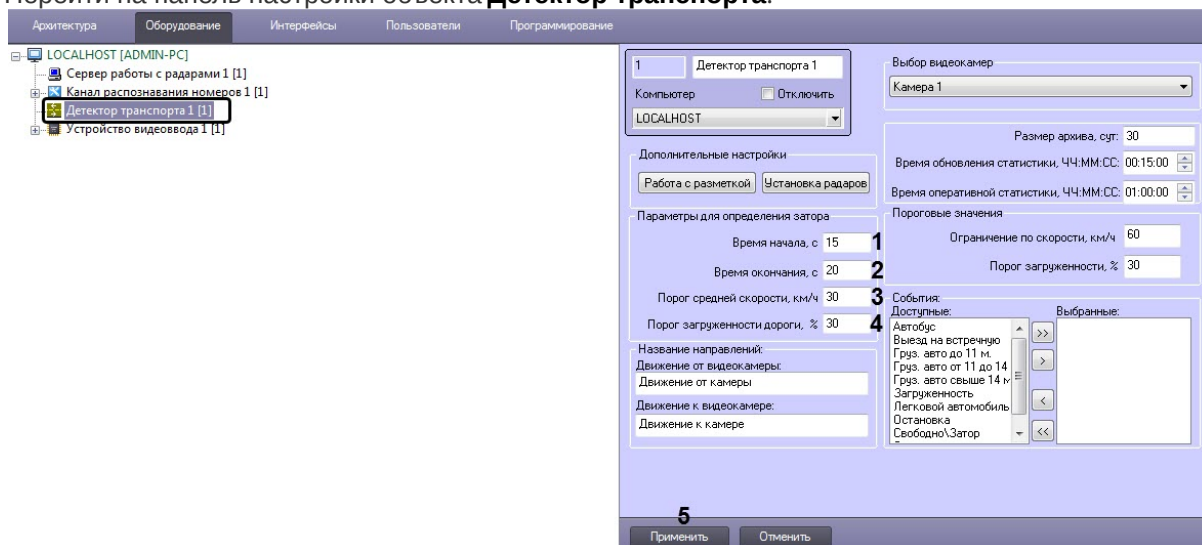 Перейти на панель настройки объекта Детектор транспорта.
Архитектура Оборудование Интерфейсы Пользователи Программирование
LOCALHOST [ADMIN-PC]
Сервер работы с радарами 1 [1]
Канал распознавания номеров 1 [1]
Детектор транспорта 1 [1]
Устройство видеоввода 1 [1]
1 Детектор транспорта 1
Компьютер Отключить
LOCALHOST
Дополнительные настройки
Работа с разметкой Установка радаров
Параметры для определения затора
Время начала, с 15 1
Время окончания, с 20 2
Порог средней скорости, км/ч 30 3
Порог загруженности дороги, % 30 4
Название направлений:
Движение от видеокамеры:
Движение от камеры
Движение к видеокамере:
Движение к камере
Выбор видеокамер
Камера 1
Размер архива, сут: 30
Время обновления статистики, ЧЧ:ММ:СС: 00:15:00
Время оперативной статистики, ЧЧ:ММ:СС: 01:00:00
Пороговые значения
Ограничение по скорости, км/ч 60
Порог загруженности, % 30
События:
Доступные: Выбранные:
Автобус
Выезд на встречную
Груз. авто до 11 м.
Груз. авто от 11 до 14
Груз. авто свыше 14 м
Загруженность
Легковой автомобиль
Остановка
Свободно\Затор
>>
>
<
<<
5
Применить Отменить